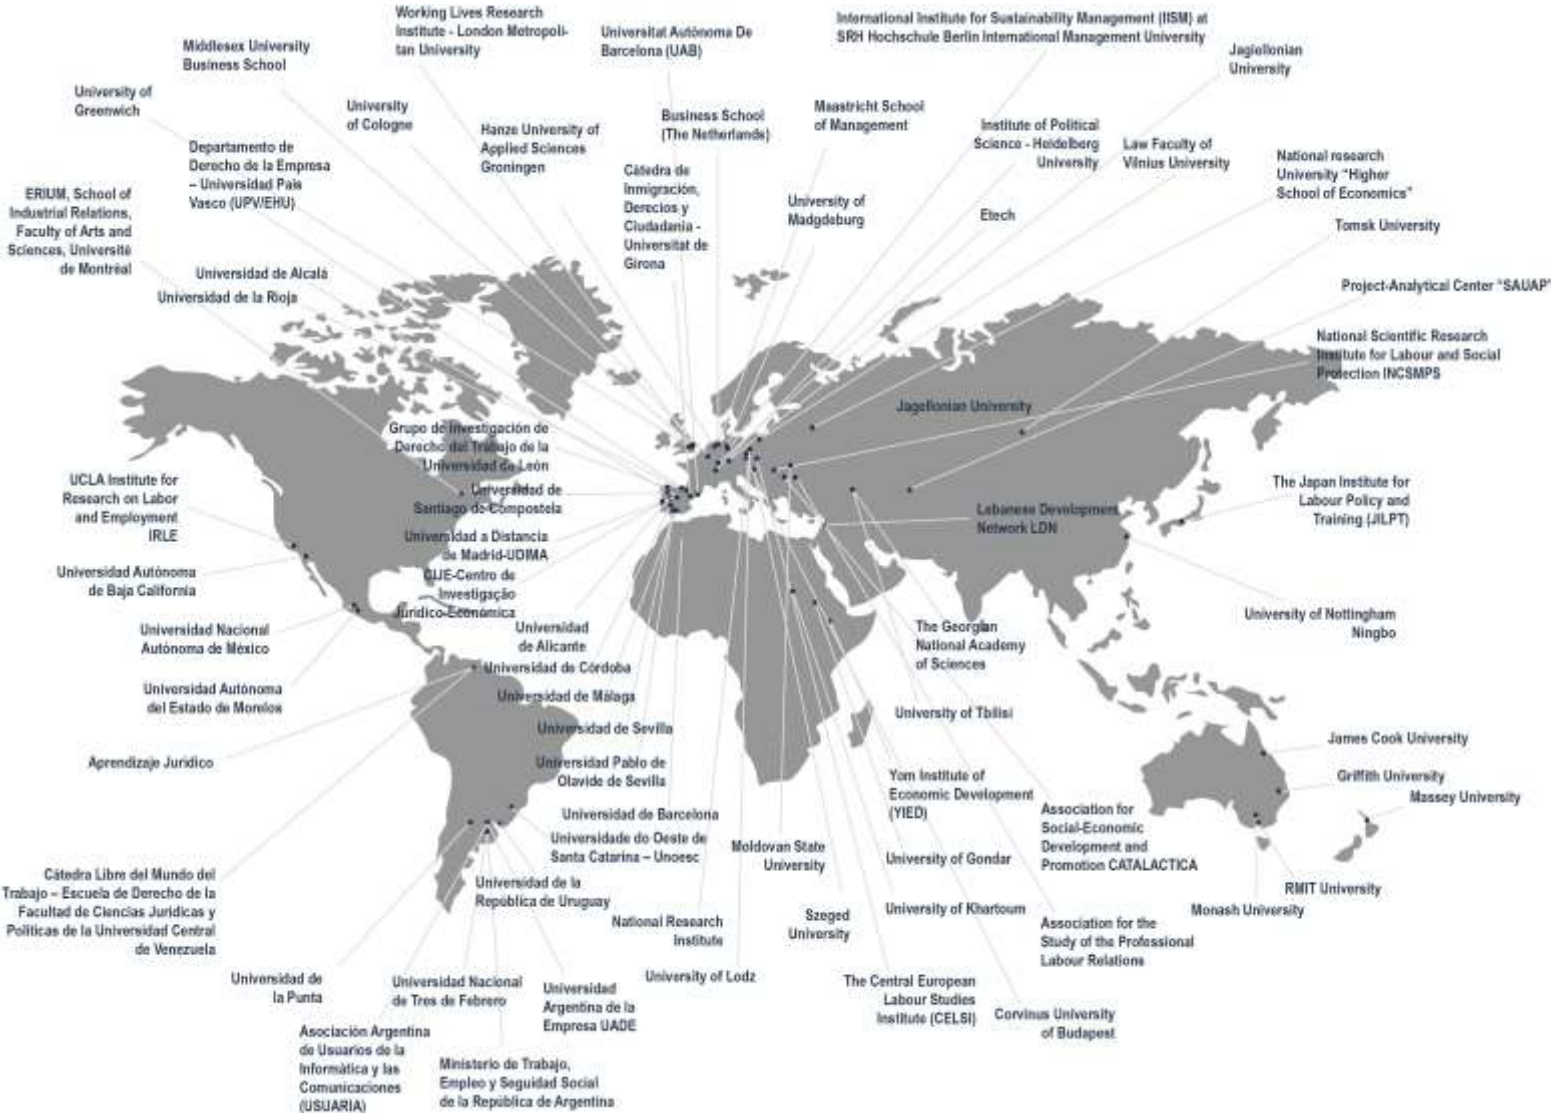 Working Lives Research
Institute - London Metropoli-
tan University
Universitat Autònoma De
Barcelona (UAB)
International Institute for Sustainability Management (IISM) at
SRH Hochschule Berlin International Management University
Middlesex University
Business School
Jagiellonian
University
University of
Greenwich
University
of Cologne
Hanze University of
Applied Sciences
Groningen
Business School
(The Netherlands)
Maastricht School
of Management
Institute of Political
Science - Heidelberg
University
Law Faculty of
Vilnius University
National research
University "Higher
School of Economics"
Departamento de
Derecho de la Empresa
– Universidad Pais
Vasco (UPV/EHU)
Cátedra de
Inmigración,
Derecios y
Ciudadania -
Universitat de
Girona
University of
Madgdeburg
Etech
Tomsk University
ERIUM, School of
Industrial Relations,
Faculty of Arts and
Sciences, Université
de Montréal
Universidad de Alcalá
Universidad de la Rioja
Project-Analytical Center "SAUAP"
National Scientific Research
Institute for Labour and Social
Protection INCSMPS
Jagellonian University
Grupo de Investigación de
Derecho del Trabajo de la
Universidad de León
UCLA Institute for
Research on Labor
and Employment
IRLE
Universidad de
Santiago de Compostela
The Japan Institute for
Labour Policy and
Training (JILPT)
Lebanese Development
Network LDN
Universidad a Distancia
de Madrid-UDIMA
Universidad Autónoma
de Baja California
CIJE-Centro de
Investigação
Jurídico-Económica
University of Nottingham
Ningbo
Universidad Nacional
Autónoma de México
Universidad
de Alicante
The Georgian
National Academy
of Sciences
Universidad de Córdoba
Universidad Autónoma
del Estado de Morelos
Universidad de Málaga
University of Tbilisi
Universidad de Sevilla
James Cook University
Aprendizaje Jurídico
Universidad Pablo de
Olavide de Sevilla
Yom Institute of
Economic Development
(YIED)
Griffith University
Massey University
Universidad de Barcelona
Association for
Social-Economic
Development and
Promotion CATALACTICA
Universidade do Oeste de
Santa Catarina – Unoesc
Moldovan State
University
University of Gondar
Cátedra Libre del Mundo del
Trabajo – Escuela de Derecho de la
Facultad de Ciencias Jurídicas y
Políticas de la Universidad Central
de Venezuela
Universidad de la
República de Uruguay
RMIT University
Monash University
National Research
Institute
Szeged
University
University of Khartoum
Association for the
Study of the Professional
Labour Relations
University of Lodz
Universidad de
la Punta
Universidad Nacional
de Tres de Febrero
Universidad
Argentina de la
Empresa UADE
The Central European
Labour Studies
Institute (CELSI)
Corvinus University
of Budapest
Asociación Argentina
de Usuarios de la
Informática y las
Comunicaciones
(USUARIA)
Ministerio de Trabajo,
Empleo y Seguidad Social
de la República de Argentina